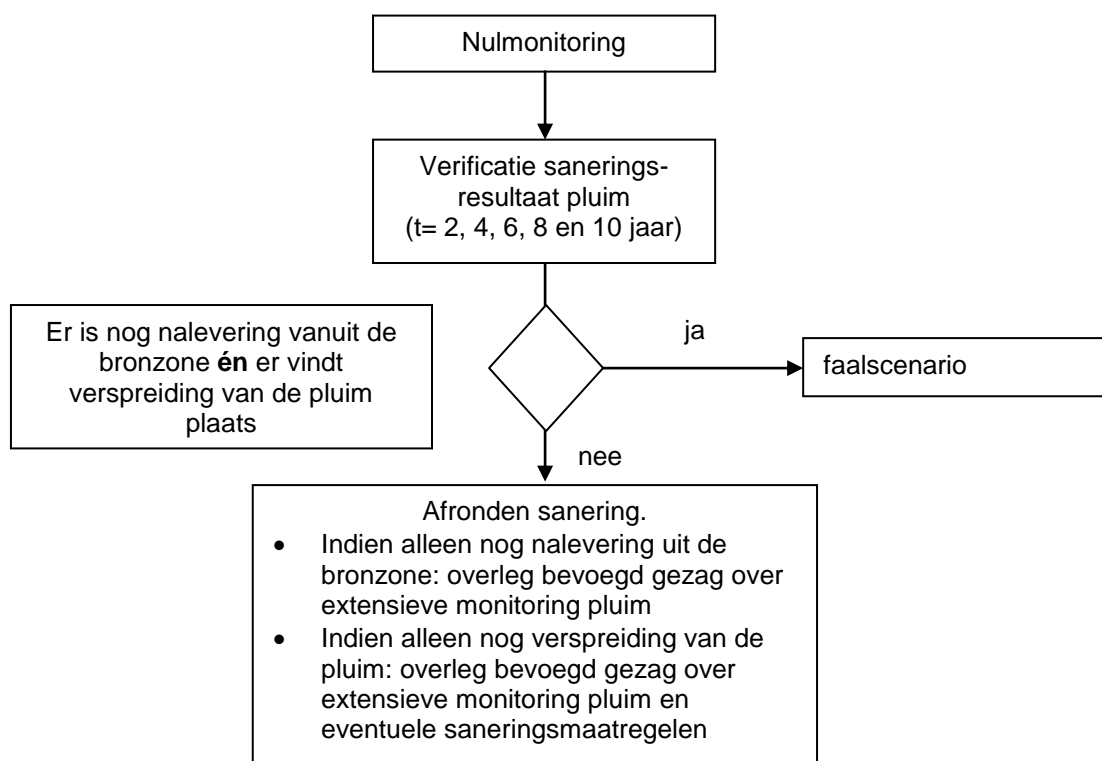 Nulmonitoring
Verificatie sanerings-
resultaat pluim
(t= 2, 4, 6, 8 en 10 jaar)
Er is nog nalevering vanuit de
bronzone én er vindt
verspreiding van de pluim
plaats
ja
faalscenario
nee
Afronden sanering.
• Indien alleen nog nalevering uit de
bronzone: overleg bevoegd gezag over
extensieve monitoring pluim
• Indien alleen nog verspreiding van de
pluim: overleg bevoegd gezag over
extensieve monitoring pluim en
eventuele saneringsmaatregelen